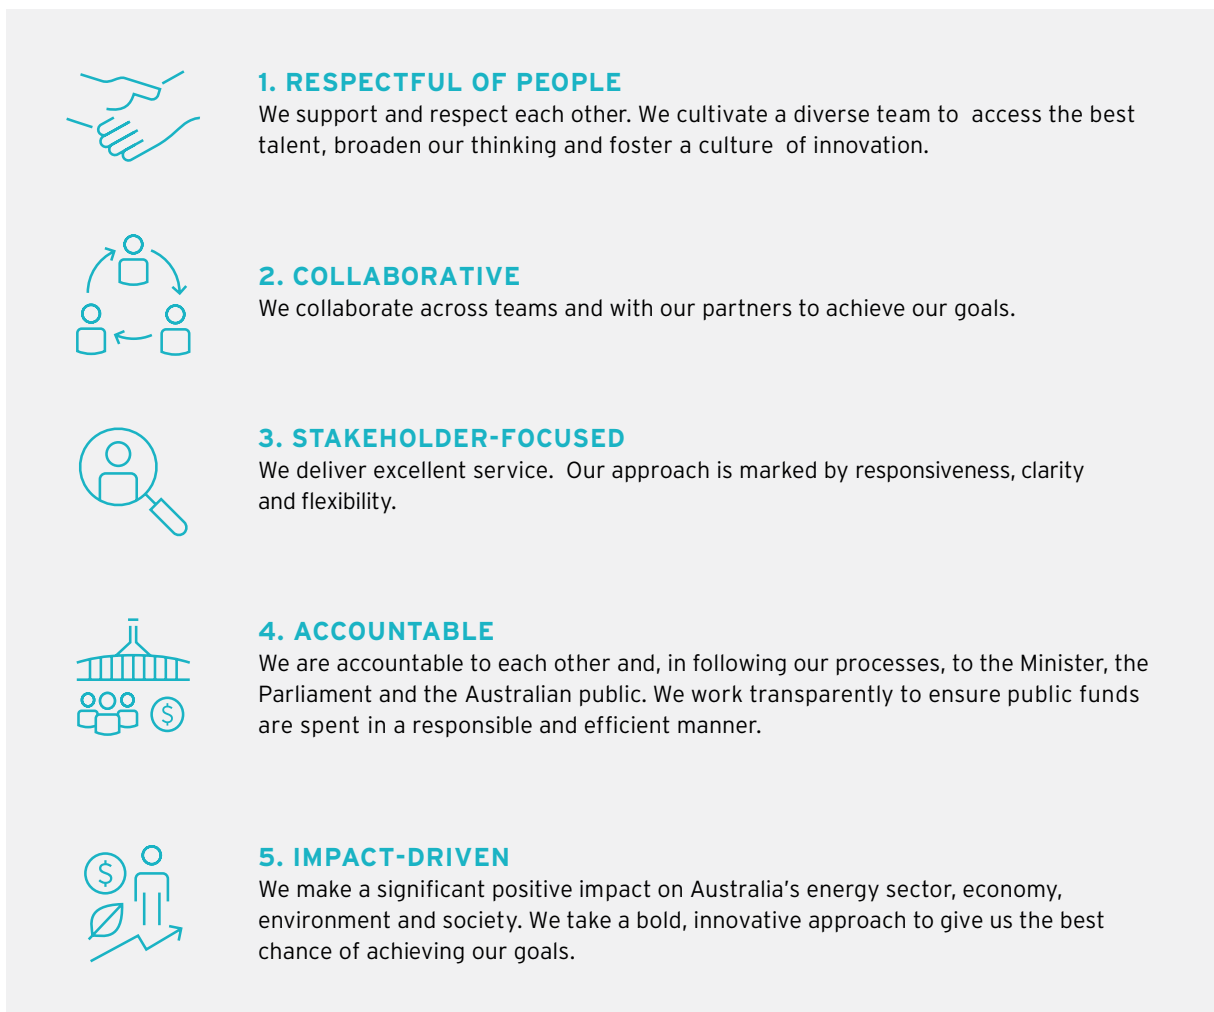 1. RESPECTFUL OF PEOPLE
We support and respect each other. We cultivate a diverse team to  access the best
talent, broaden our thinking and foster a culture  of innovation.
2. COLLABORATIVE
We collaborate across teams and with our partners to achieve our goals.
3. STAKEHOLDER-FOCUSED
We deliver excellent service.  Our approach is marked by responsiveness, clarity
and flexibility.
4. ACCOUNTABLE
We are accountable to each other and, in following our processes, to the Minister, the
Parliament and the Australian public. We work transparently to ensure public funds
are spent in a responsible and efficient manner.
$
$
5. IMPACT-DRIVEN
We make a significant positive impact on Australia’s energy sector, economy,
environment and society. We take a bold, innovative approach to give us the best
chance of achieving our goals.